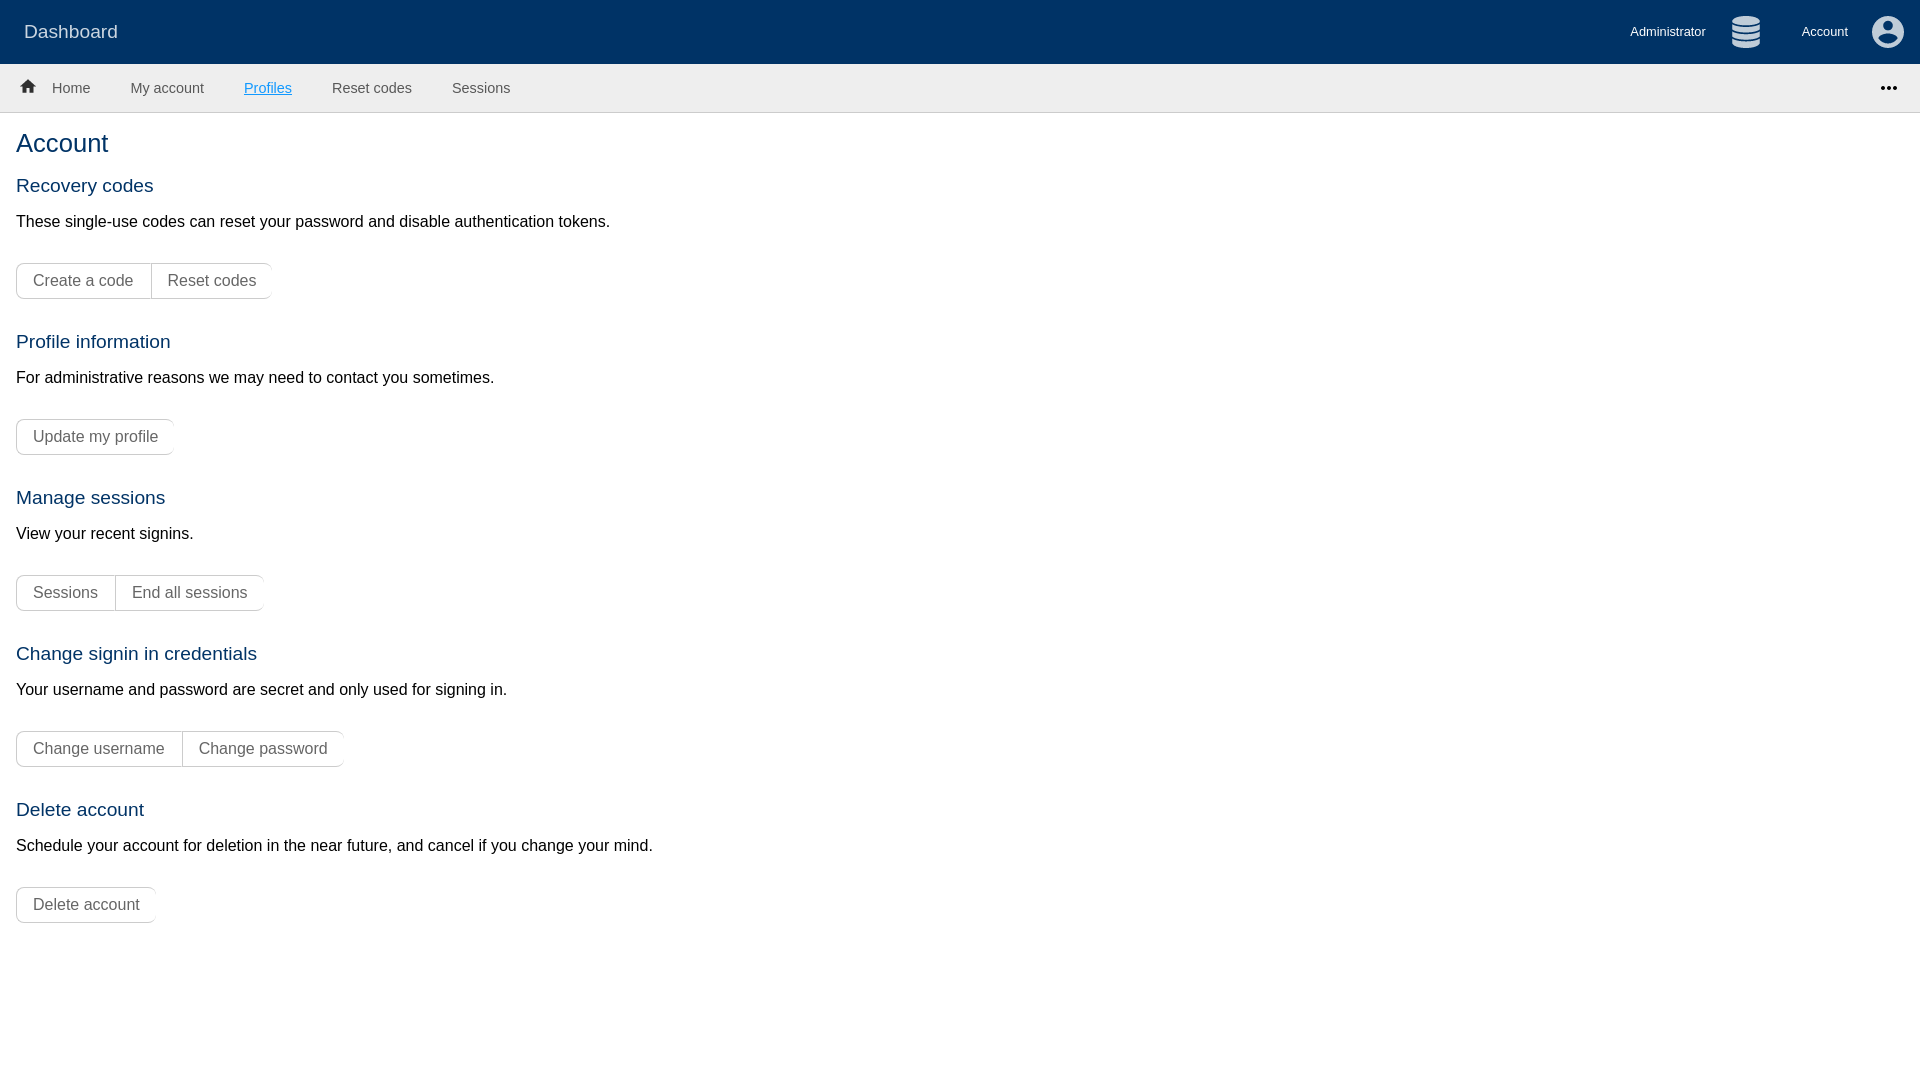 Dashboard
Administrator
Account
Home
My account
Profiles
Reset codes
Sessions
Account
Recovery codes
These single-use codes can reset your password and disable authentication tokens.
Create a code
Reset codes
Profile information
For administrative reasons we may need to contact you sometimes.
Update my profile
Manage sessions
View your recent signins.
Sessions
End all sessions
Change signin in credentials
Your username and password are secret and only used for signing in.
Change username
Change password
Delete account
Schedule your account for deletion in the near future, and cancel if you change your mind.
Delete account